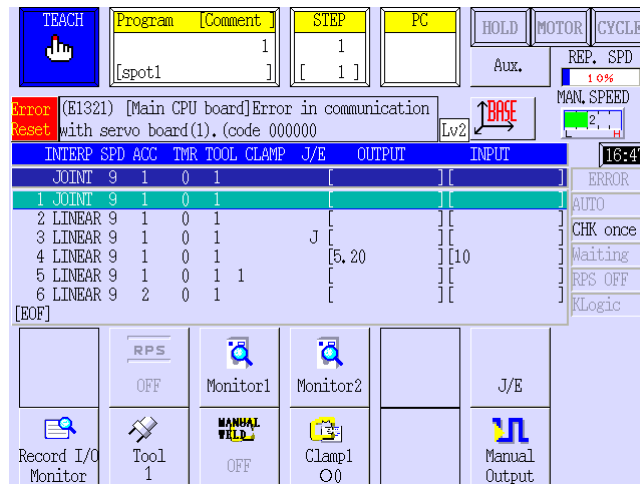 TEACH
Program [Comment ]
1
[spot1 ]
STEP
1
[ 1 ]
PC
HOLD
MOTOR
CYCLE
Aux.
REP. SPD
10%
Error
Reset
(E1321) [Main CPU board]Error in communication
with servo board(1).(code 000000
Lv2
BASE
MAN. SPEED
2
L H
INTERP SPD ACC TMR TOOL CLAMP J/E OUTPUT INPUT
16:47
JOINT 9 1 0 1 [ ][ ]
1 JOINT 9 1 0 1 [ ][ ]
2 LINEAR 9 1 0 1 [ ][ ]
3 LINEAR 9 1 0 1 J [ ][ ]
4 LINEAR 9 1 0 1 [5.20 ][10 ]
5 LINEAR 9 1 0 1 1 [ ][ ]
6 LINEAR 9 2 0 1 [ ][ ]
[EOF]
ERROR
AUTO
CHK once
Waiting
RPS OFF
KLogic
RPS
OFF
Monitor1
Monitor2
J/E
Record I/O
Monitor
Tool
1
MANUAL
WELD
OFF
Clamp1
OO
Manual
Output